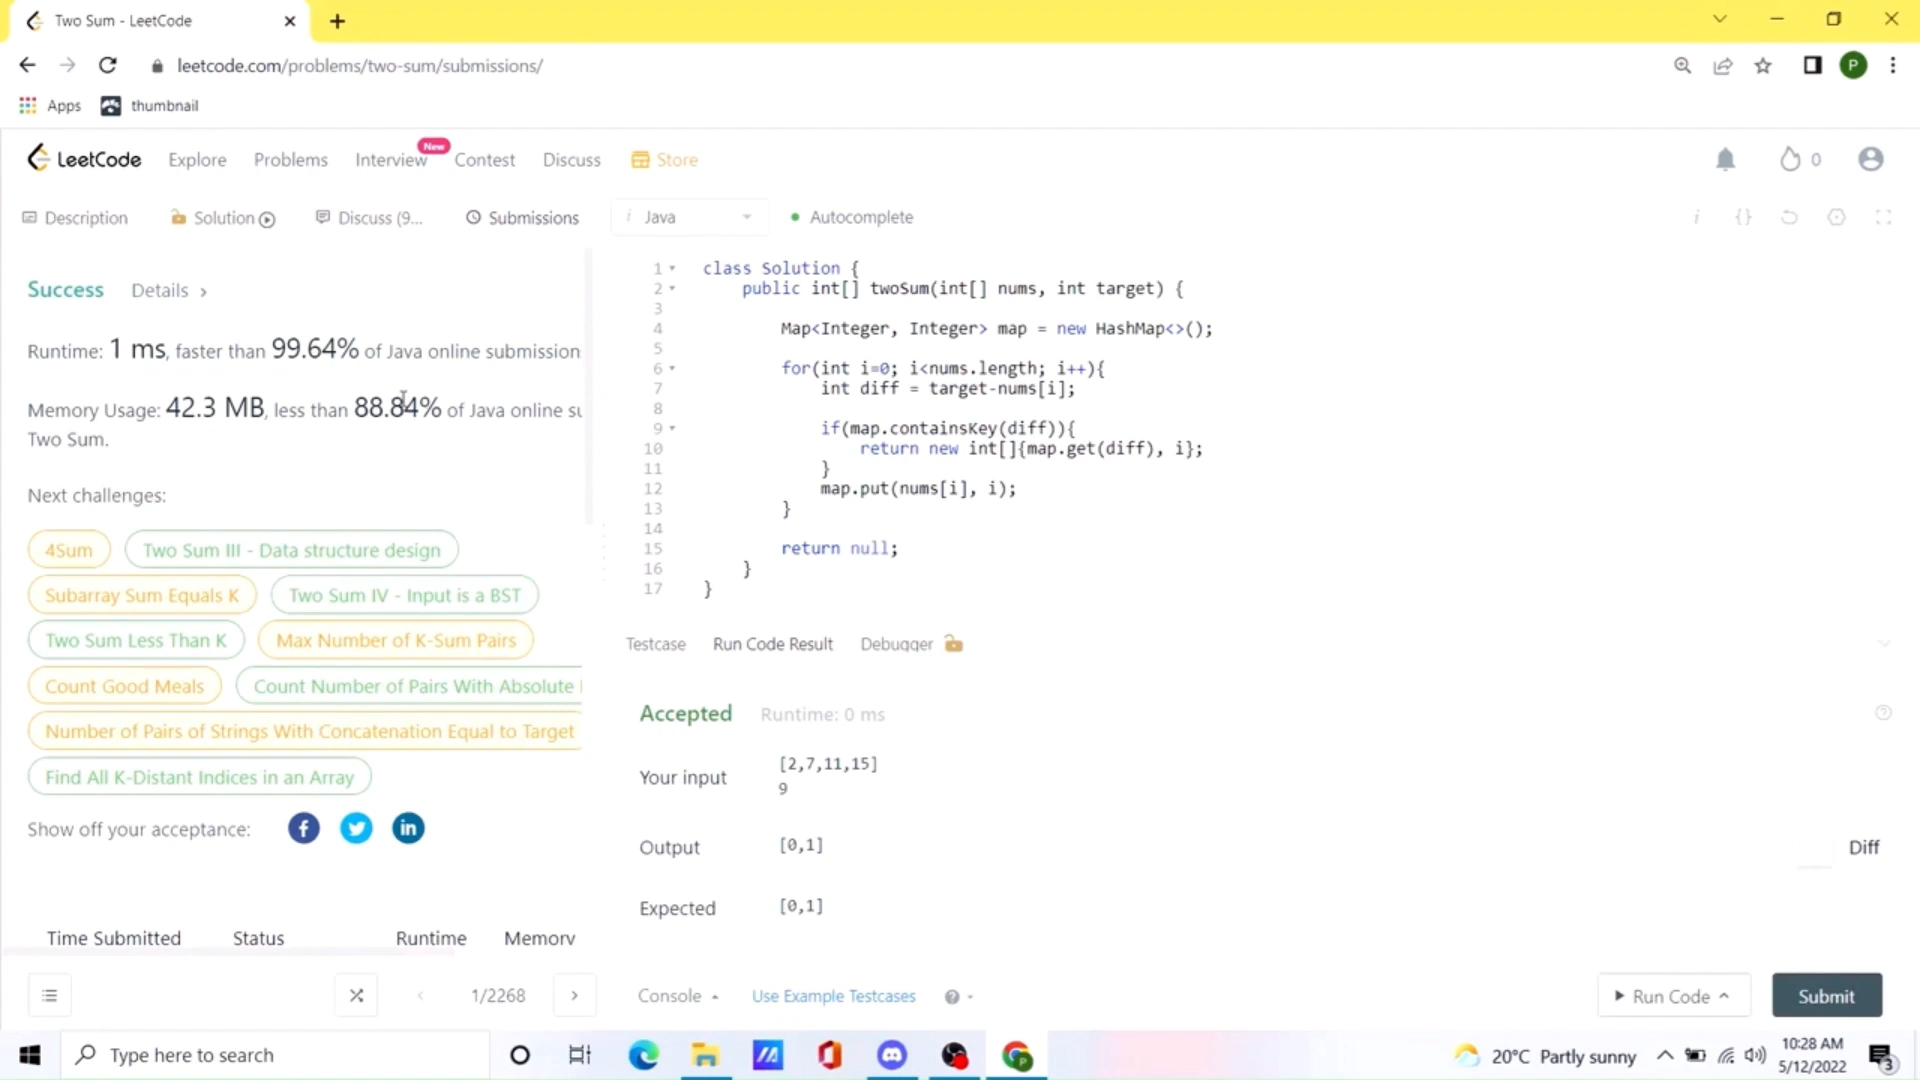 Two Sum - LeetCode
leetcode.com/problems/two-sum/submissions/
P
Apps thumbnail
LeetCode Explore Problems Interview New Contest Discuss Store 0
Description Solution Discuss (9... Submissions i Java Autocomplete i {}
Success Details >
Runtime: 1 ms, faster than 99.64% of Java online submission
Memory Usage: 42.3 MB, less than 88.84% of Java online su
Two Sum.
Next challenges:
4Sum Two Sum III - Data structure design
Subarray Sum Equals K Two Sum IV - Input is a BST
Two Sum Less Than K Max Number of K-Sum Pairs
Count Good Meals Count Number of Pairs With Absolute
Number of Pairs of Strings With Concatenation Equal to Target
Find All K-Distant Indices in an Array
Show off your acceptance: f in
Time Submitted Status Runtime Memory
1/2268
1 class Solution {
2 public int[] twoSum(int[] nums, int target) {
3
4 Map<Integer, Integer> map = new HashMap<>();
5
6 for(int i=0; i<nums.length; i++){
7 int diff = target-nums[i];
8
9 if(map.containsKey(diff)){
10 return new int[]{map.get(diff), i};
11 }
12 map.put(nums[i], i);
13 }
14
15 return null;
16 }
17 }
Testcase Run Code Result Debugger
Accepted Runtime: 0 ms
Your input [2,7,11,15]
9
Output [0,1] Diff
Expected [0,1]
Console Use Example Testcases Run Code Submit
Type here to search 20°C Partly sunny 10:28 AM
5/12/2022 3